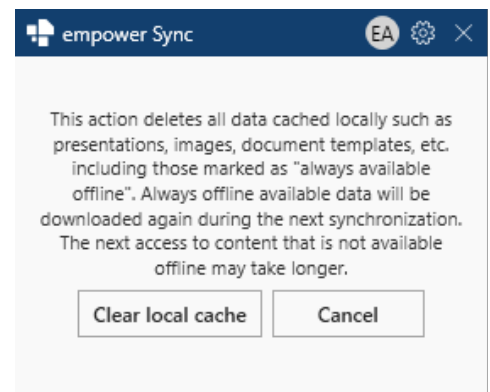 empower Sync EA
This action deletes all data cached locally such as
presentations, images, document templates, etc.
including those marked as "always available
offline". Always offline available data will be
downloaded again during the next synchronization.
The next access to content that is not available
offline may take longer.
Clear local cache Cancel